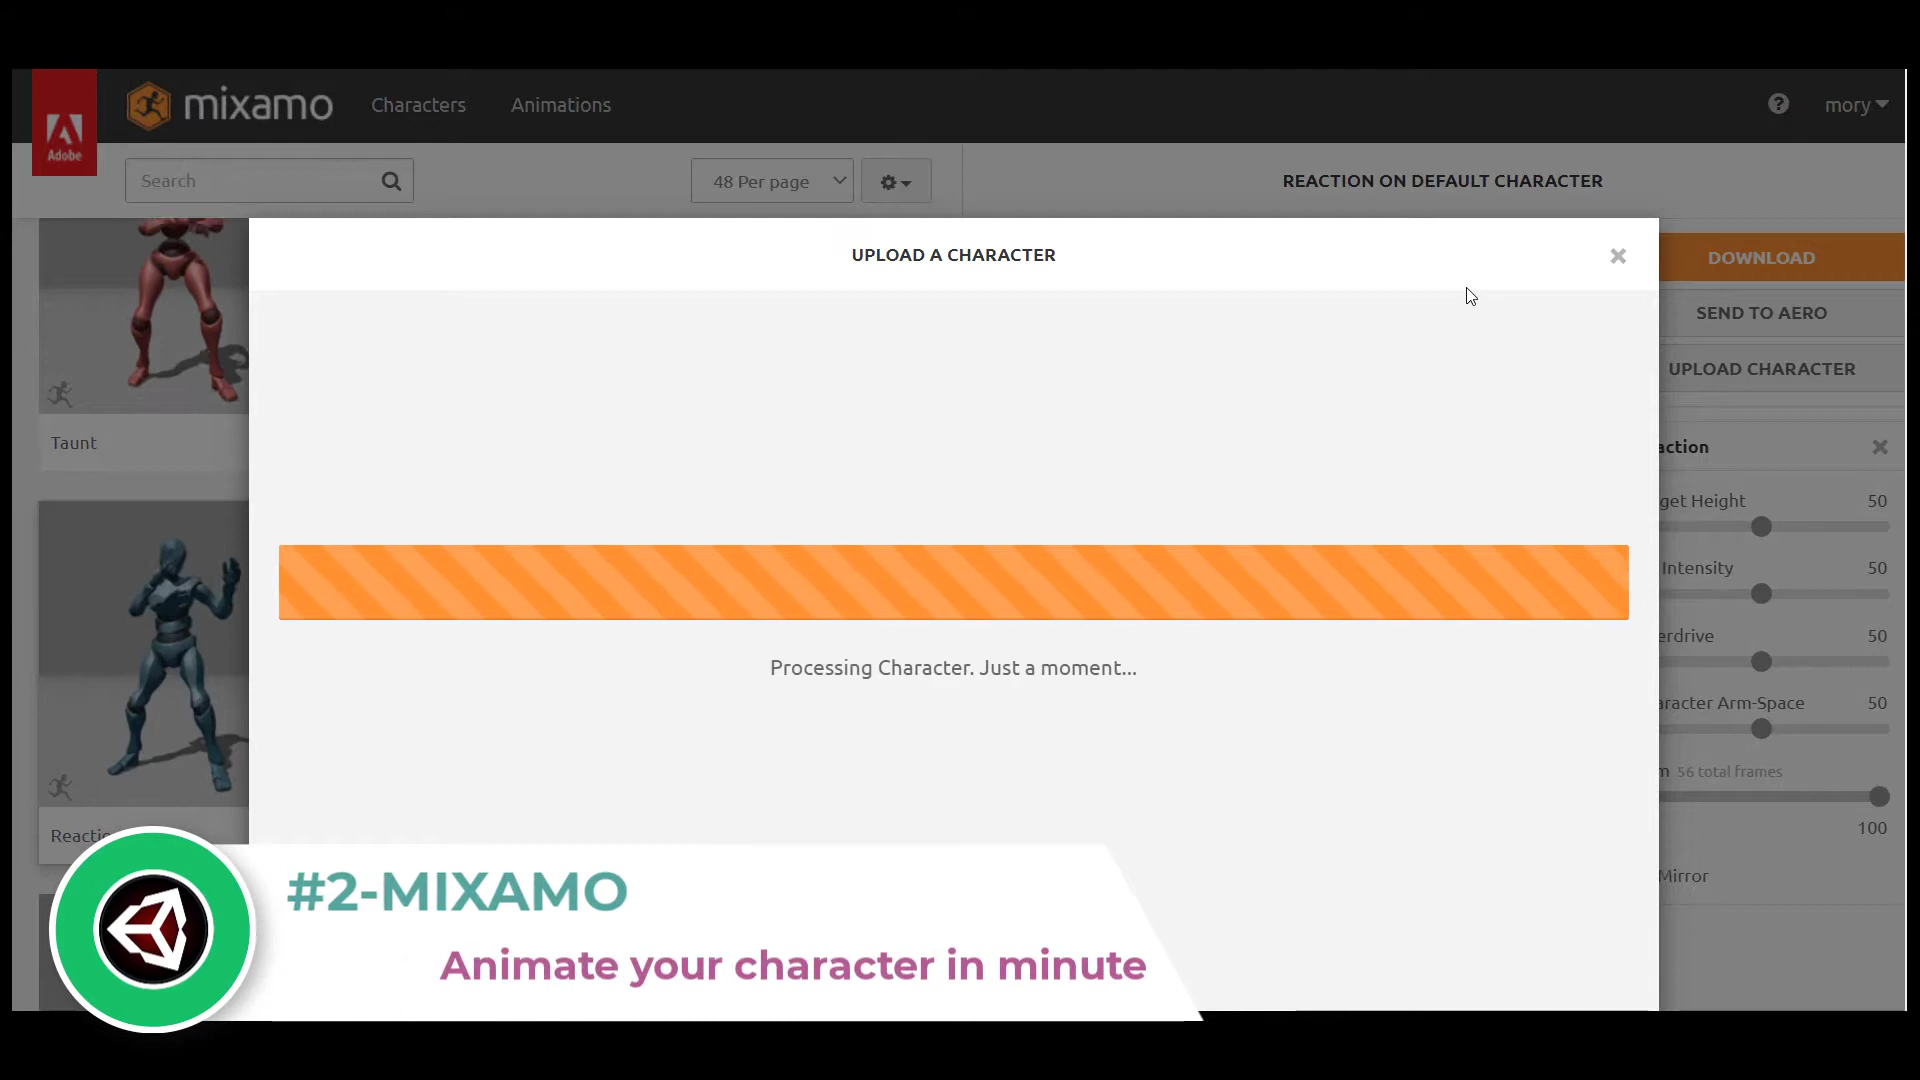 Adobe
mixamo
Characters
Animations
mory
Search
48 Per page
REACTION ON DEFAULT CHARACTER
UPLOAD A CHARACTER
DOWNLOAD
SEND TO AERO
UPLOAD CHARACTER
Taunt
action
get Height 50
Intensity 50
erdrive 50
aracter Arm-Space 50
m 56 total frames
100
Mirror
Processing Character. Just a moment...
Reactio
#2-MIXAMO
Animate your character in minute